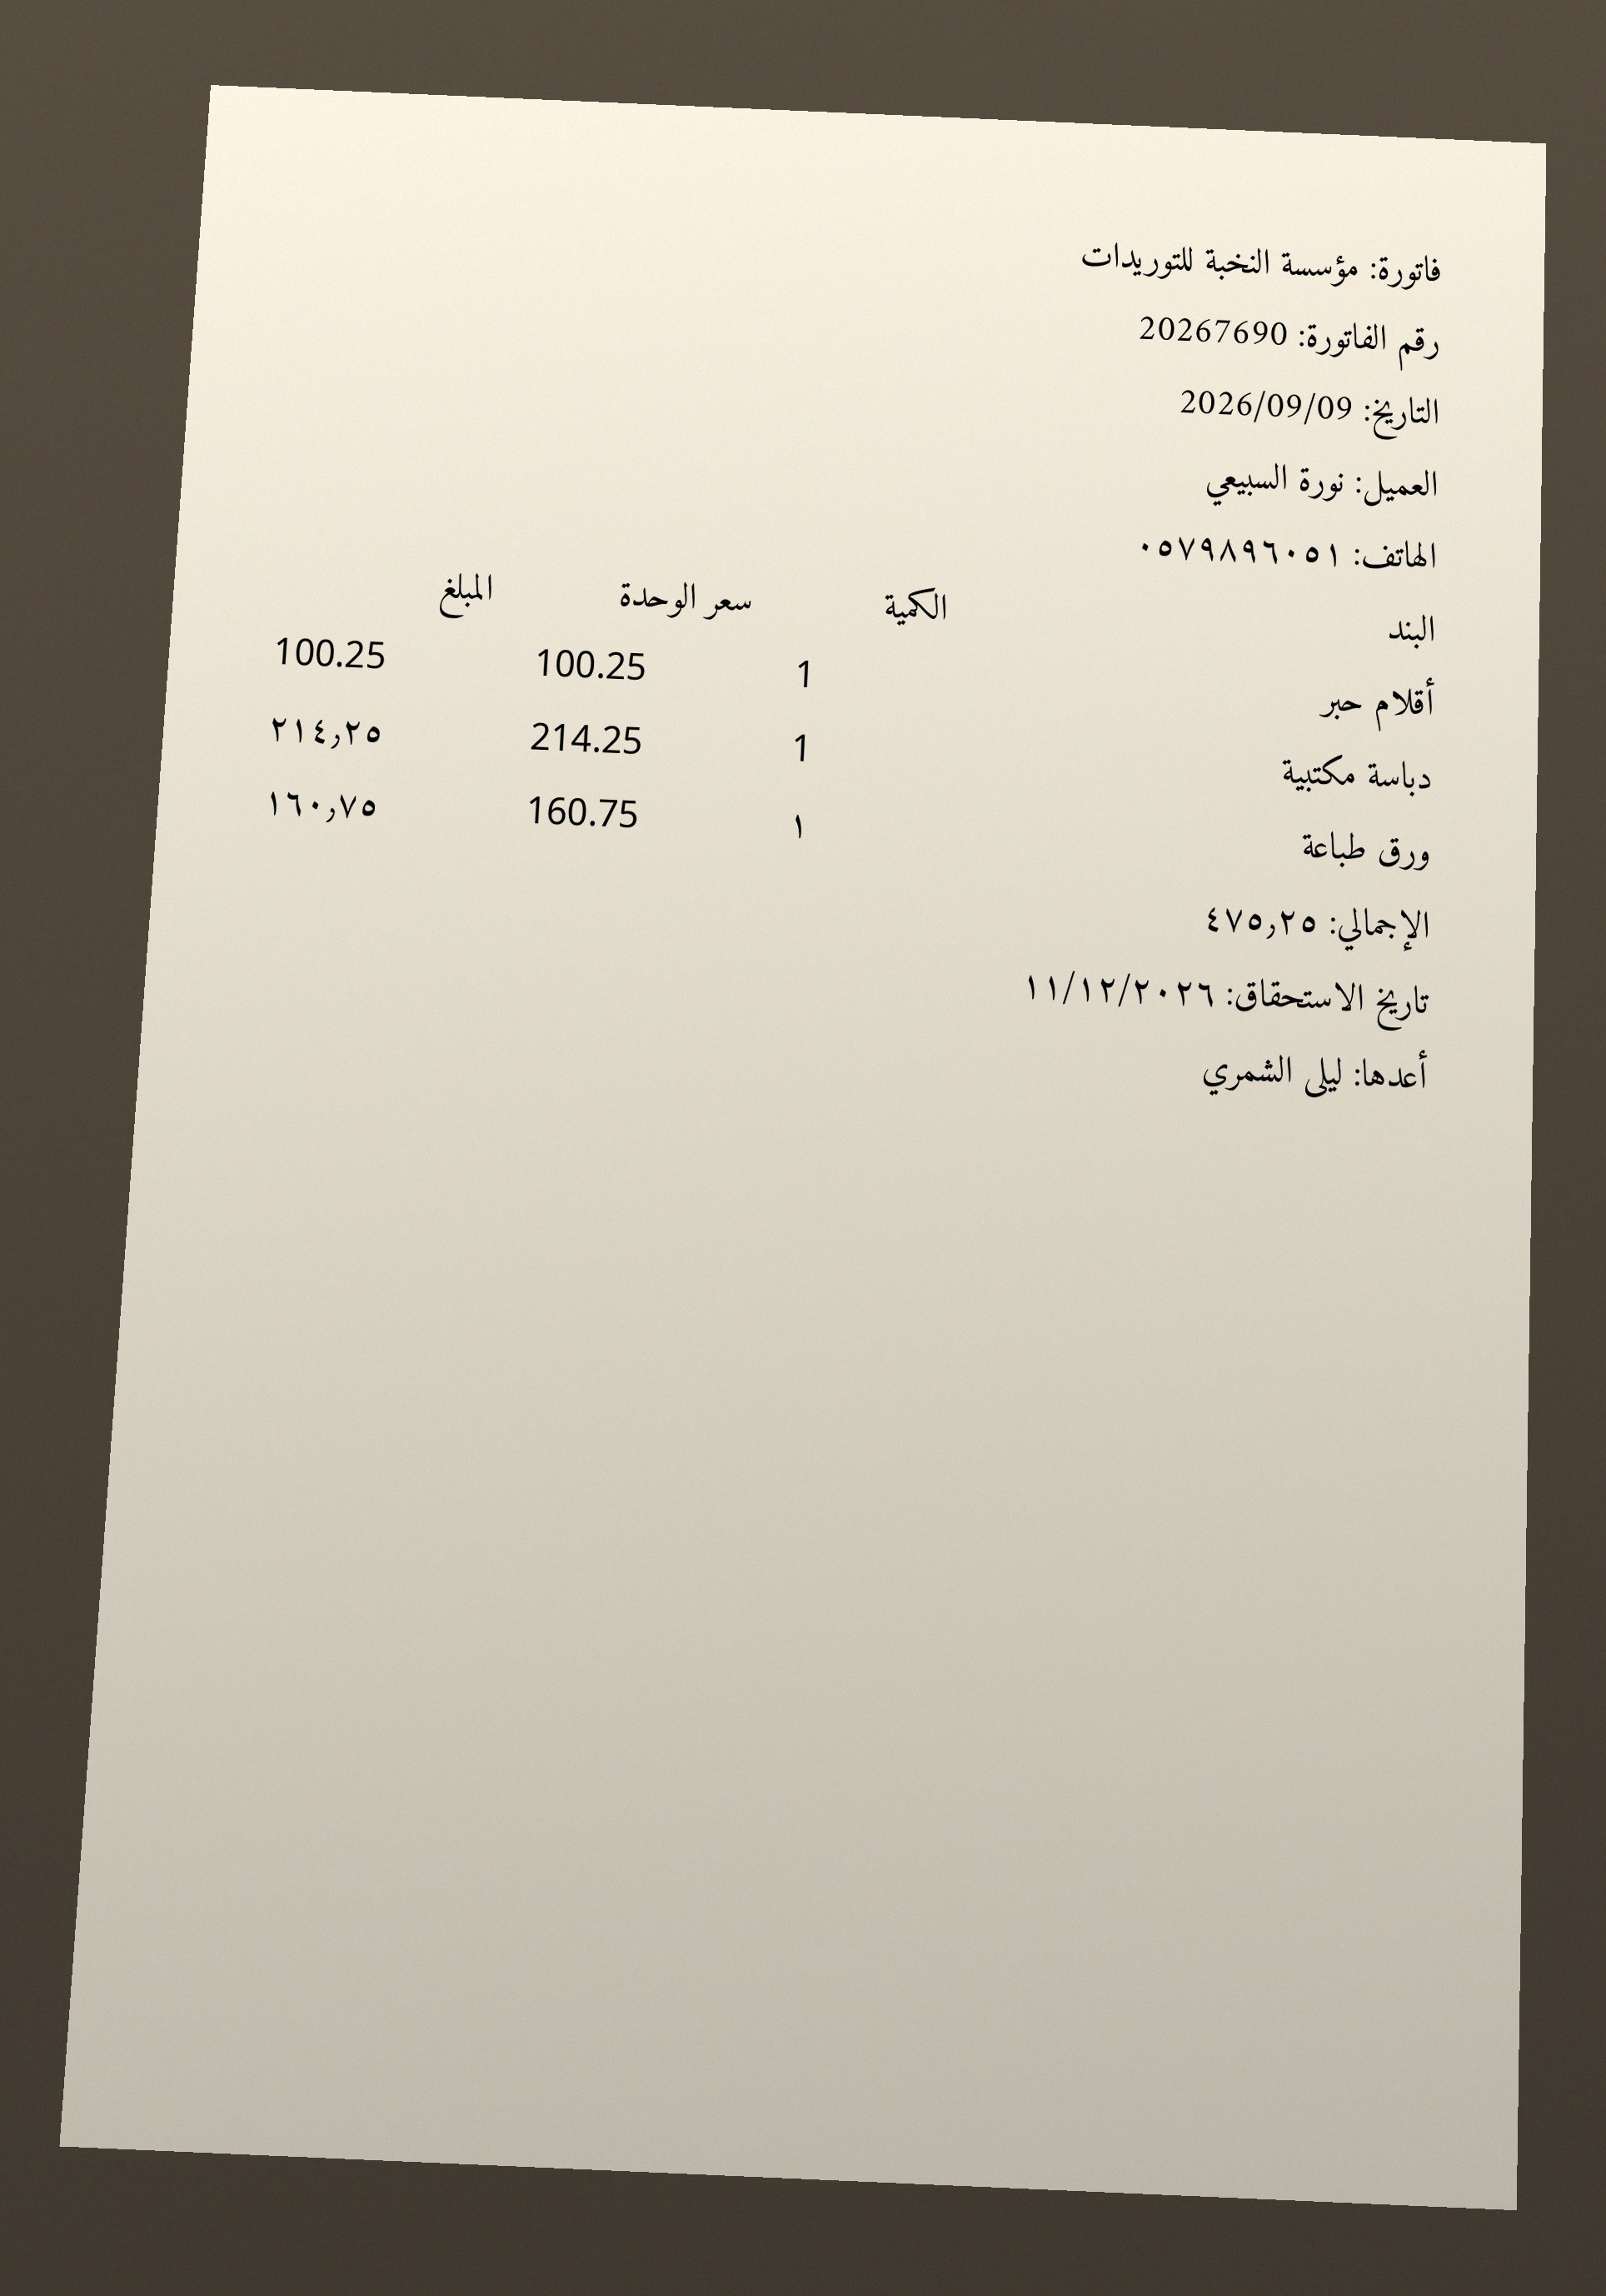 فاتورة: مؤسسة النخبة للتوريدات
رقم الفاتورة: 20267690
التاريخ: 2026/09/09
العميل: نورة السبيعي
الهاتف: ٠٥٧٩٨٩٦٠٥١
البند الكمية سعر الوحدة المبلغ
أقلام حبر 1 100.25 100.25
دباسة مكتبية 1 214.25 ٢١٤٫٢٥
ورق طباعة ١ 160.75 ١٦٠٫٧٥
الإجمالي: ٤٧٥٫٢٥
تاريخ الاستحقاق: ١١/١٢/٢٠٢٦
أعدها: ليلى الشمري